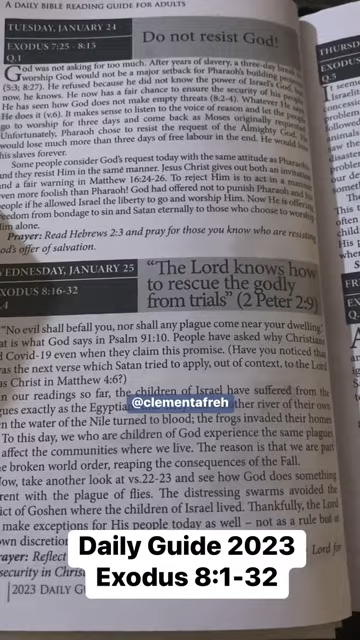 A DAILY BIBLE READING GUIDE FOR ADULTS
TUESDAY, JANUARY 24
EXODUS 7:25 - 8:15
Q.1
Do not resist God!
God was not asking for too much. After years of slavery, a three-day break to
worship God would not be a major setback for Pharaoh's building
(5:3; 8:27). He refused because he did not know the power of Israel's God.
now, he knows. He now has a fair chance to ensure the security of his
He has seen how God does not make empty threats (8:2-4). Whatever He says
He does it (v.6). It makes sense to listen to the voice of reason and let the people
go to worship for three days and come back as Moses originally requested
Unfortunately, Pharaoh chose to resist the request of the Almighty God.
would lose much more than three days of free labour in the end. He would lose
his slaves forever.
Some people consider God's request today with the same attitude as Pharaoh
and they resist Him in the same manner. Jesus Christ gives out both an invitation
and a fair warning in Matthew 16:24-26. To reject Him is to act in a manner
even more foolish than Pharaoh! God had offered not to punish Pharaoh and his
people if he allowed Israel the liberty to go and worship Him. Now He is offering
freedom from bondage to sin and Satan eternally to those who choose to worship
Him alone.
Prayer: Read Hebrews 2:3 and pray for those you know who are resisting
God's offer of salvation.
WEDNESDAY, JANUARY 25
EXODUS 8:16-32
"The Lord knows how
to rescue the godly
from trials" (2 Peter 2:9)
"No evil shall befall you, nor shall any plague come near your dwelling,"
at is what God says in Psalm 91:10. People have asked why Christians
Covid-19 even when they claim this promise. (Have you noticed that
was the next verse which Satan tried to apply, out of context, to the Lord
us Christ in Matthew 4:6?)
n our readings so far, the children of Israel have suffered from the
gues exactly as the Egyptia
ther river of their own
n the water of the Nile turned to blood; the frogs invaded their homes
To this day, we who are children of God experience the same plagues
affect the communities where we live. The reason is that we are part
e broken world order, reaping the consequences of the Fall.
ow, take another look at vs.22-23 and see how God does something
rent with the plague of flies. The distressing swarms avoided the
ict of Goshen where the children of Israel lived. Thankfully, the Lord
make exceptions for His people today as well – not as a rule but at
own discretion
rayer: Reflect
Lord for
security in Chris
2023 DAILY G
@clementafreh
Daily Guide 2023
Exodus 8:1-32
THURSD
EXODUS
Q.5
FR